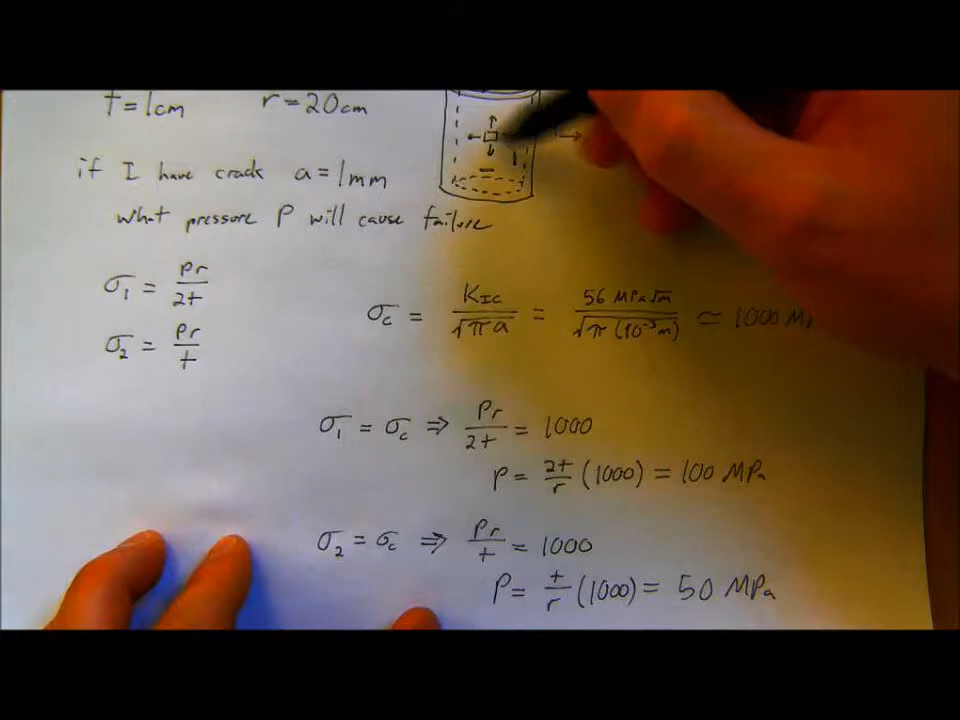 t = 1cm r = 20cm
if I have crack a = 1mm
what pressure P will cause failure
σ₁ = Pr/2t
σ₂ = Pr/t
σc = KIC/√πa = 56 MPa√m/√π(10⁻³m) ≃ 1000 M
σ₁ = σc ⇒ Pr/2t = 1000
P = 2t/r (1000) = 100 MPa
σ₂ = σc ⇒ Pr/t = 1000
P = t/r (1000) = 50 MPa